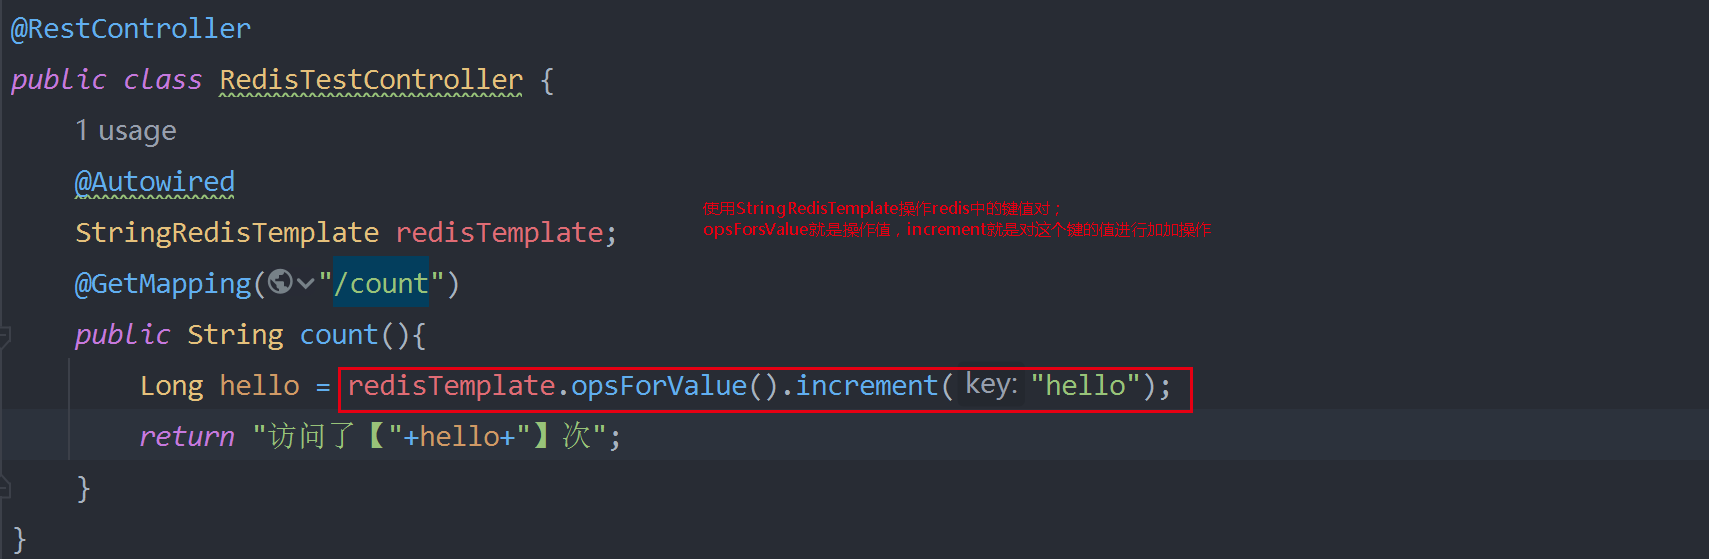 @RestController
public class RedisTestController {
1 usage
@Autowired
使用StringRedisTemplate操作redis中的键值对；
StringRedisTemplate redisTemplate;
opsForsValue就是操作值，increment就是对这个键的值进行加加操作
@GetMapping("/count")
public String count(){
Long hello = redisTemplate.opsForValue().increment( key: "hello");
return "访问了【"+hello+"】次";
}
}